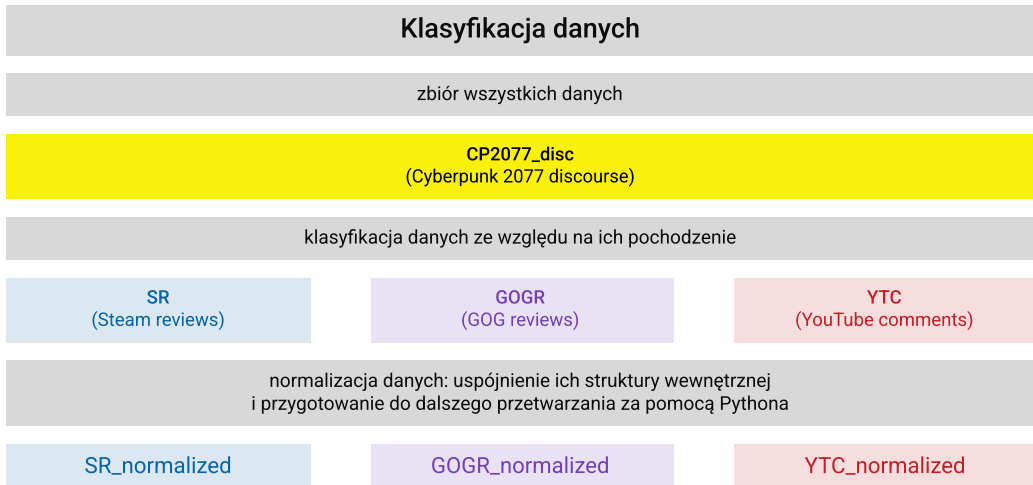 Klasyfikacja danych
zbiór wszystkich danych
CP2077_disc
(Cyberpunk 2077 discourse)
klasyfikacja danych ze względu na ich pochodzenie
SR
(Steam reviews)
GOGR
(GOG reviews)
YTC
(YouTube comments)
normalizacja danych: uspójnienie ich struktury wewnętrznej
i przygotowanie do dalszego przetwarzania za pomocą Pythona
SR_normalized
GOGR_normalized
YTC_normalized